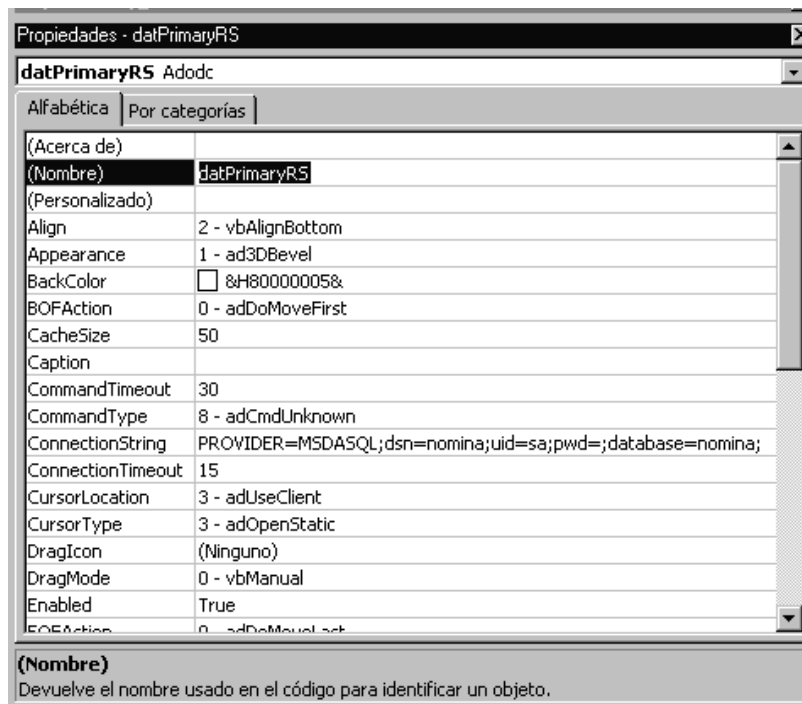 Propiedades - datPrimaryRS
datPrimaryRS Adodc
Alfabética Por categorías
(Acerca de)
(Nombre) datPrimaryRS
(Personalizado)
Align 2 - vbAlignBottom
Appearance 1 - ad3DBevel
BackColor &H80000005&
BOFAction 0 - adDoMoveFirst
CacheSize 50
Caption
CommandTimeout 30
CommandType 8 - adCmdUnknown
ConnectionString PROVIDER=MSDASQL;dsn=nomina;uid=sa;pwd=;database=nomina;
ConnectionTimeout 15
CursorLocation 3 - adUseClient
CursorType 3 - adOpenStatic
DragIcon (Ninguno)
DragMode 0 - vbManual
Enabled True
EOFAction 0 - adDoMoveLast
(Nombre)
Devuelve el nombre usado en el código para identificar un objeto.